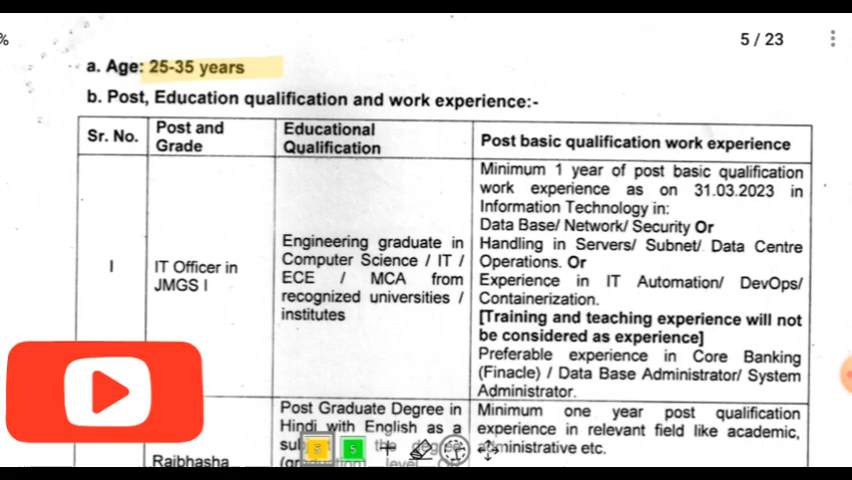 %
5 / 23
a. Age: 25-35 years
b. Post, Education qualification and work experience:-
Sr. No.
Post and
Grade
Educational
Qualification
Post basic qualification work experience
I
IT Officer in
JMGS I
Engineering graduate in
Computer Science / IT /
ECE / MCA from
recognized universities /
institutes
Minimum 1 year of post basic qualification
work experience as on 31.03.2023 in
Information Technology in:
Data Base/ Network/ Security Or
Handling in Servers/ Subnet/ Data Centre
Operations. Or
Experience in IT Automation/ DevOps/
Containerization.
[Training and teaching experience will not
be considered as experience]
Preferable experience in Core Banking
(Finacle) / Data Base Administrator/ System
Administrator.
Rajbhasha
Post Graduate Degree in
Hindi with English as a
the
level
Minimum one year post qualification
experience in relevant field like academic,
administrative etc.
5
5